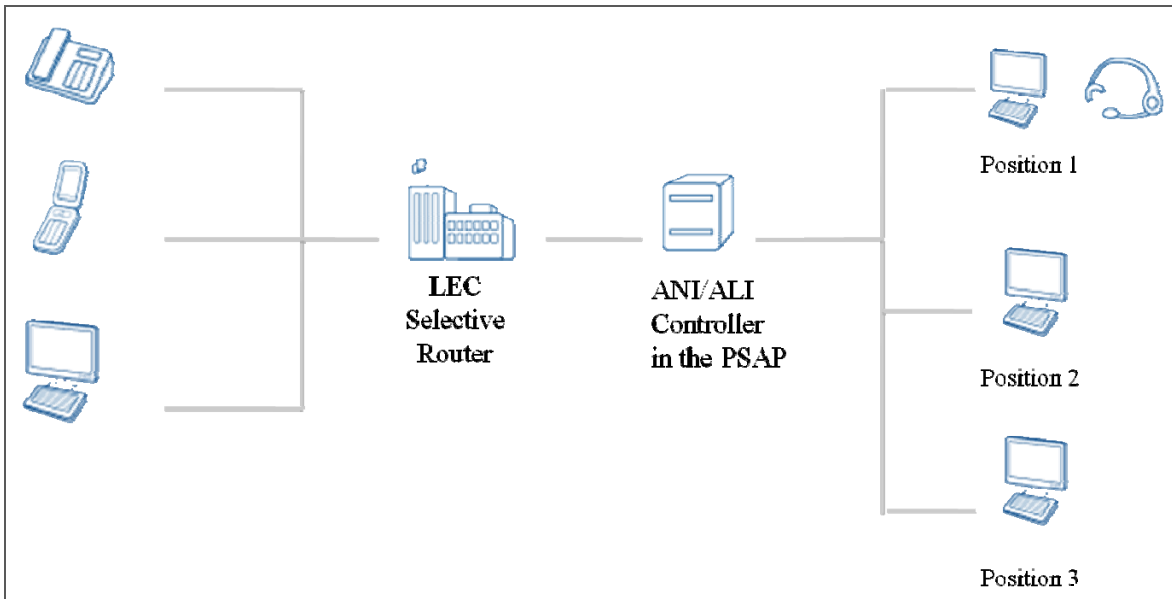 Position 1
LEC
Selective
Router
ANI/ALI
Controller
in the PSAP
Position 2
Position 3